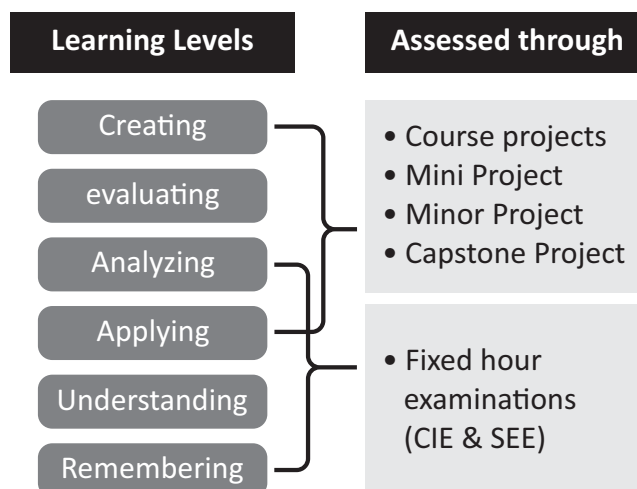 Learning Levels
Creating
evaluating
Analyzing
Applying
Understanding
Remembering
Assessed through
• Course projects
• Mini Project
• Minor Project
• Capstone Project
• Fixed hour
examinations
(CIE & SEE)